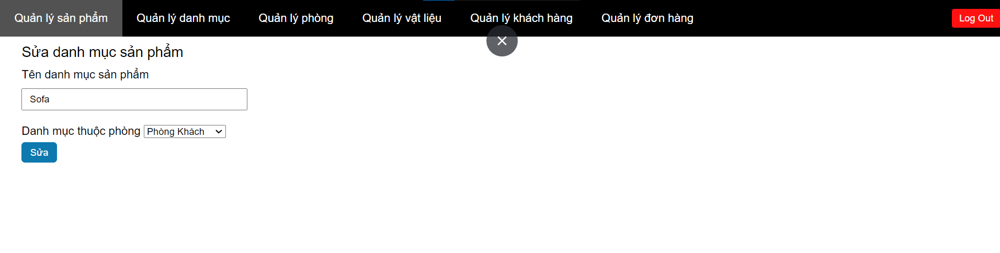 Quản lý sản phẩm Quản lý danh mục Quản lý phòng Quản lý vật liệu Quản lý khách hàng Quản lý đơn hàng Log Out
Sửa danh mục sản phẩm
Tên danh mục sản phẩm
Sofa
Danh mục thuộc phòng Phòng Khách
Sửa